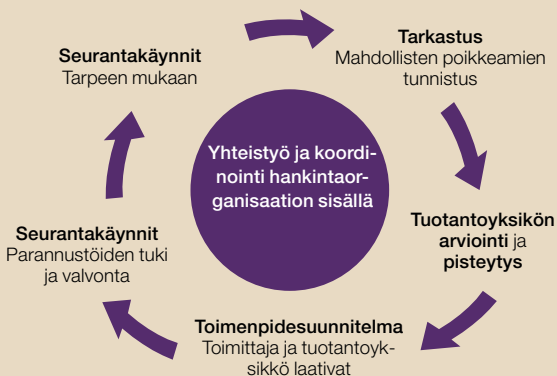 Seurantakäynnit
Tarpeen mukaan
Tarkastus
Mahdollisten poikkeamien
tunnistus
Yhteistyö ja koordi-
nointi hankintaor-
ganisaation sisällä
Tuotantoyksikön
arviointi ja
pisteytys
Toimenpidesuunnitelma
Toimittaja ja tuotantoyk-
sikkö laativat
Seurantakäynnit
Parannustöiden tuki
ja valvonta